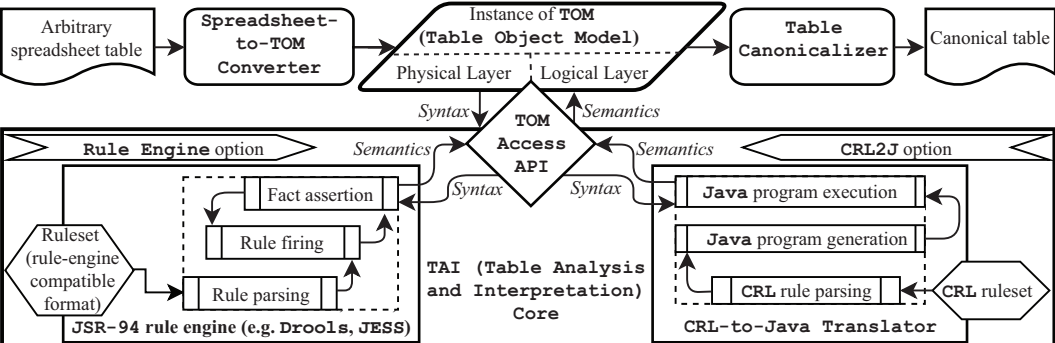 Arbitrary
spreadsheet table
Spreadsheet-
to-TOM
Converter
Instance of TOM
(Table Object Model)
Physical Layer
Logical Layer
Table
Canonicalizer
Canonical table
Syntax
Semantics
TOM
Access
API
Rule Engine option
Semantics
Syntax
Semantics
Syntax
CRL2J option
Fact assertion
Rule firing
Rule parsing
Ruleset
(rule-engine
compatible
format)
JSR-94 rule engine (e.g. Drools, JESS)
TAI (Table Analysis
and Interpretation)
Core
Java program execution
Java program generation
CRL rule parsing
CRL ruleset
CRL-to-Java Translator